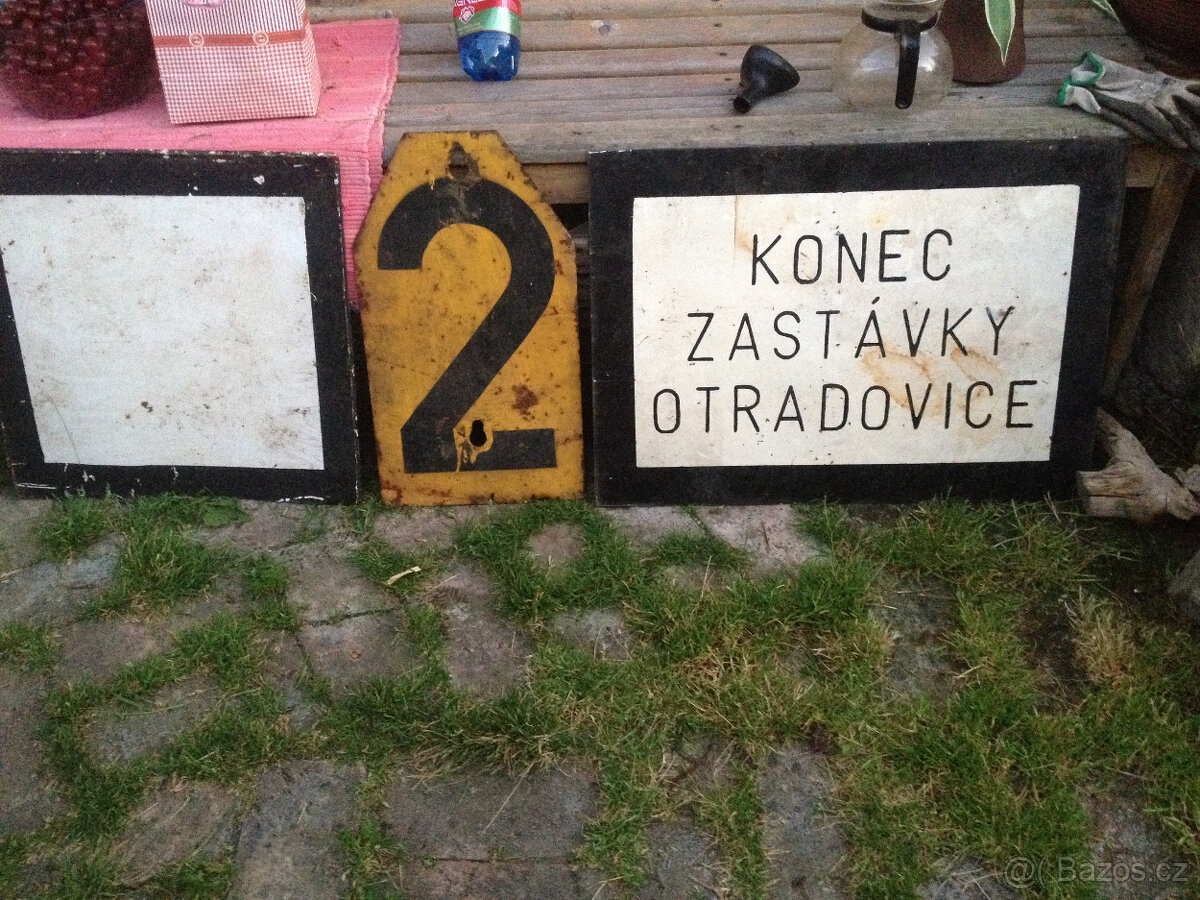 2
KONEC
ZASTÁVKY
OTRADOVICE
@ Bazos.cz